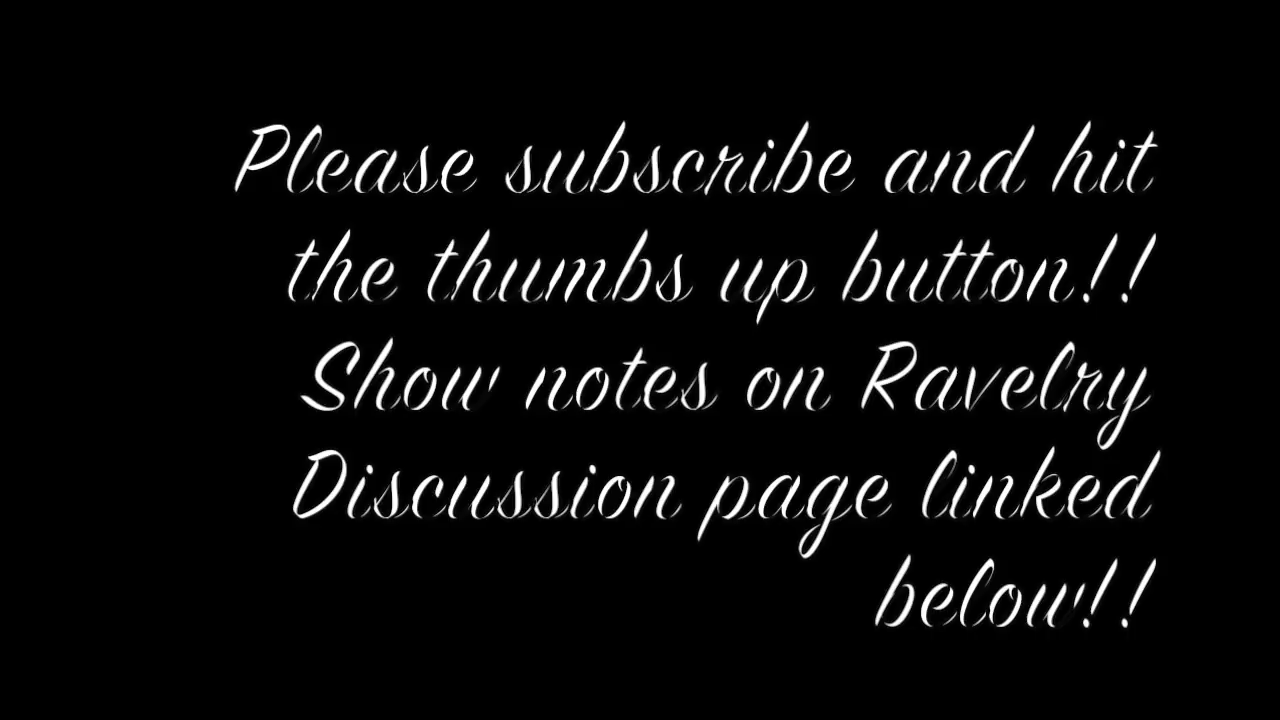 Please subscribe and hit
the thumbs up button!!
Show notes on Ravelry
Discussion page linked
below!!